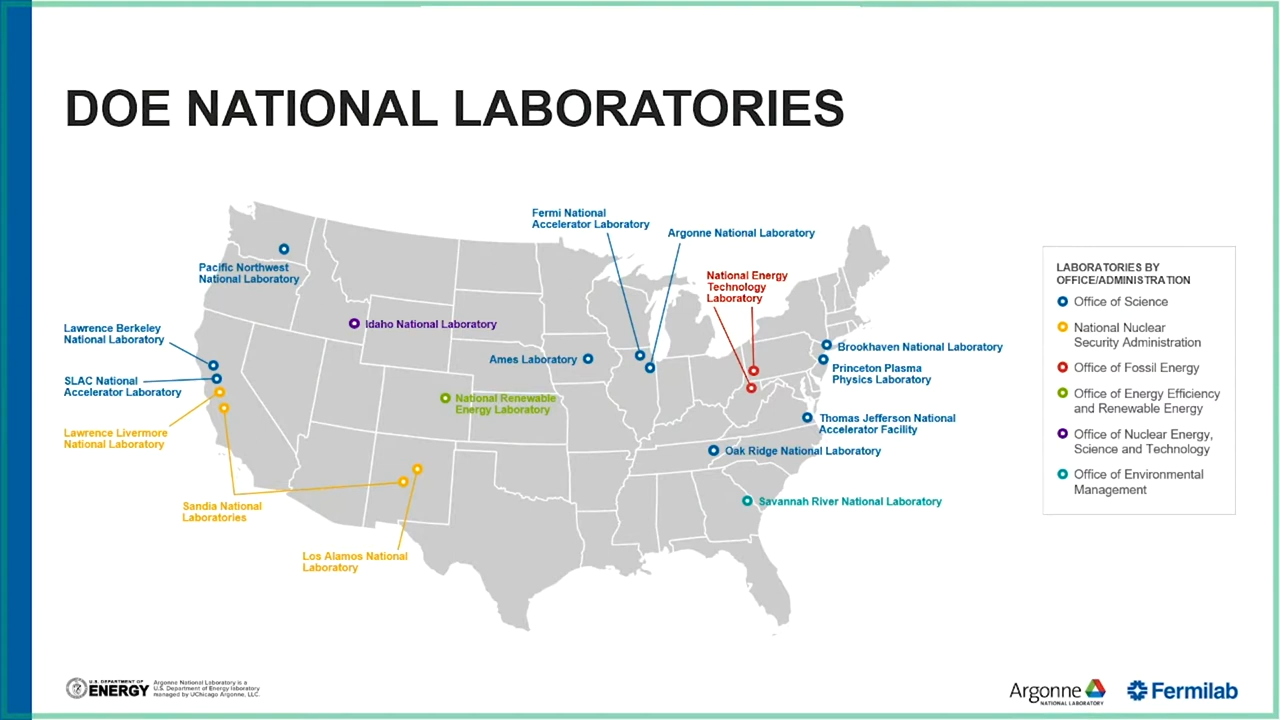 DOE NATIONAL LABORATORIES
Fermi National
Accelerator Laboratory
Argonne National Laboratory
Pacific Northwest
National Laboratory
National Energy
Technology
Laboratory
Idaho National Laboratory
Lawrence Berkeley
National Laboratory
Ames Laboratory
Brookhaven National Laboratory
Princeton Plasma
Physics Laboratory
SLAC National
Accelerator Laboratory
National Renewable
Energy Laboratory
Thomas Jefferson National
Accelerator Facility
Lawrence Livermore
National Laboratory
Oak Ridge National Laboratory
Savannah River National Laboratory
Sandia National
Laboratories
Los Alamos National
Laboratory
LABORATORIES BY
OFFICE/ADMINISTRATION
Office of Science
National Nuclear
Security Administration
Office of Fossil Energy
Office of Energy Efficiency
and Renewable Energy
Office of Nuclear Energy,
Science and Technology
Office of Environmental
Management
U.S. DEPARTMENT OF
ENERGY
Argonne National Laboratory is a
U.S. Department of Energy laboratory
managed by UChicago Argonne, LLC.
Argonne
NATIONAL LABORATORY
Fermilab